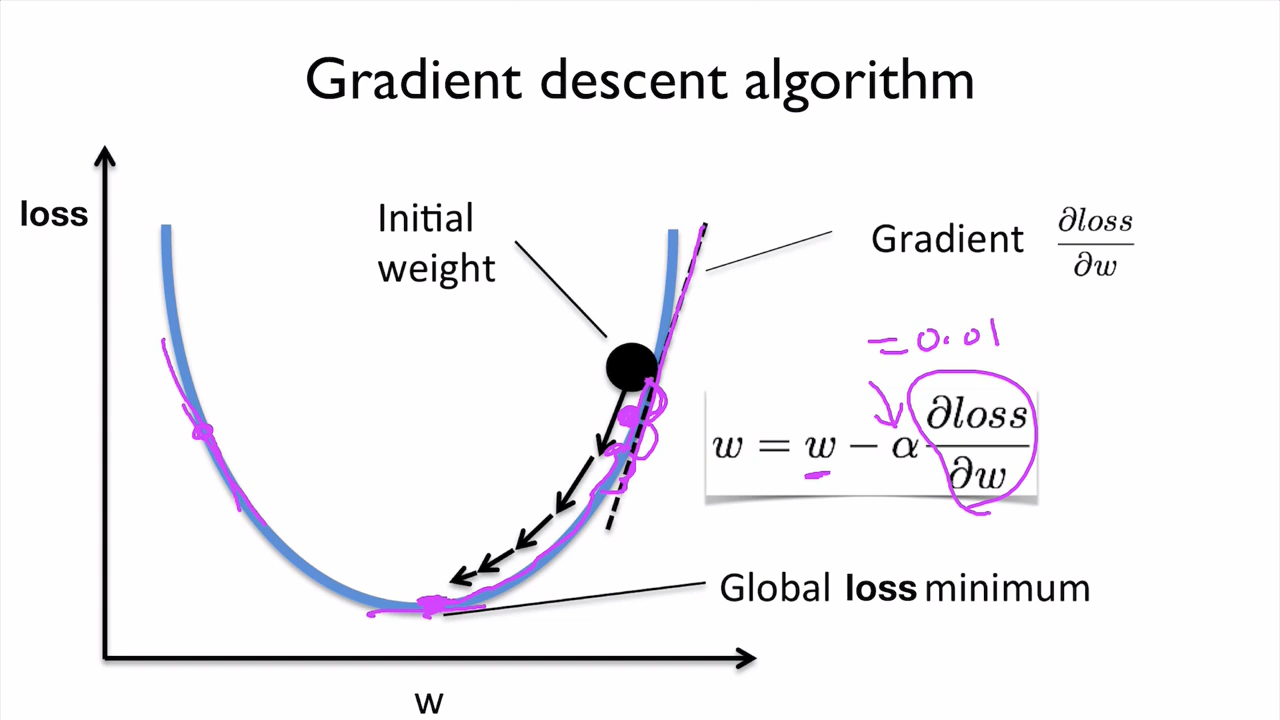 Gradient descent algorithm
loss
Initial
weight
Gradient ∂loss/∂w
=0.01
w = w − α ∂loss/∂w
Global loss minimum
w